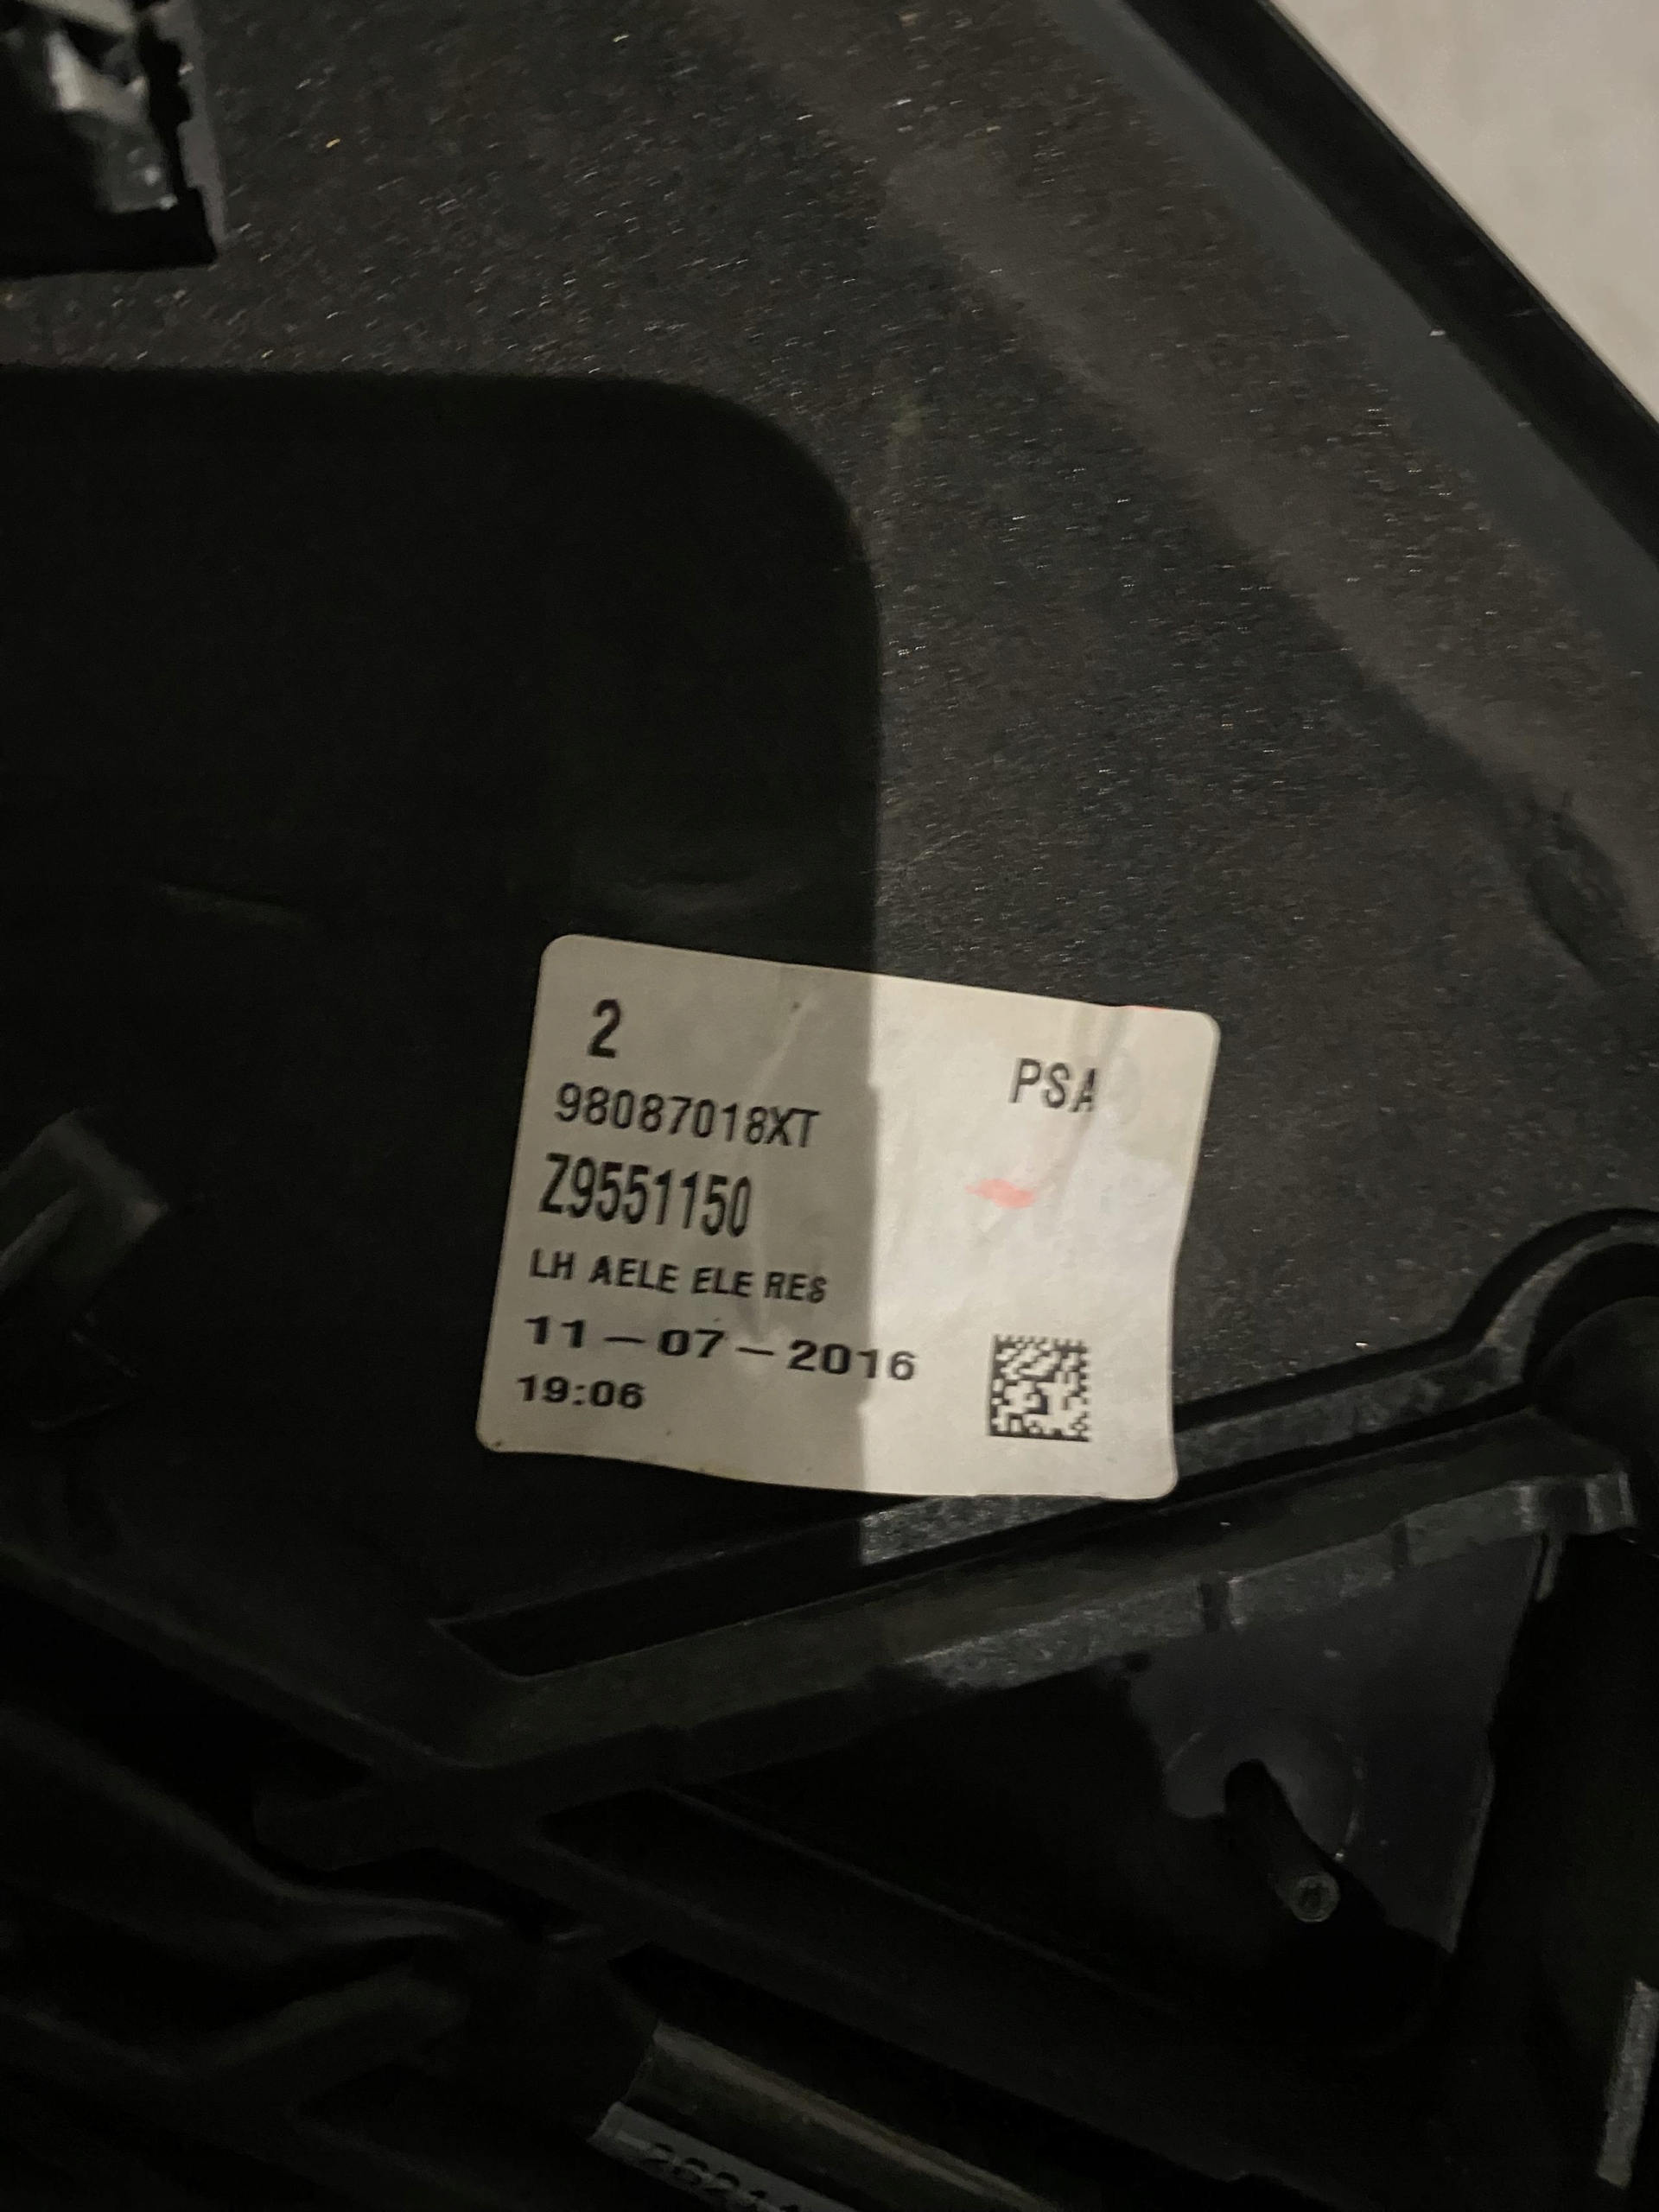 2
PSA
98087018XT
Z9551150
LH AELE ELE RES
11-07-2016
19:06